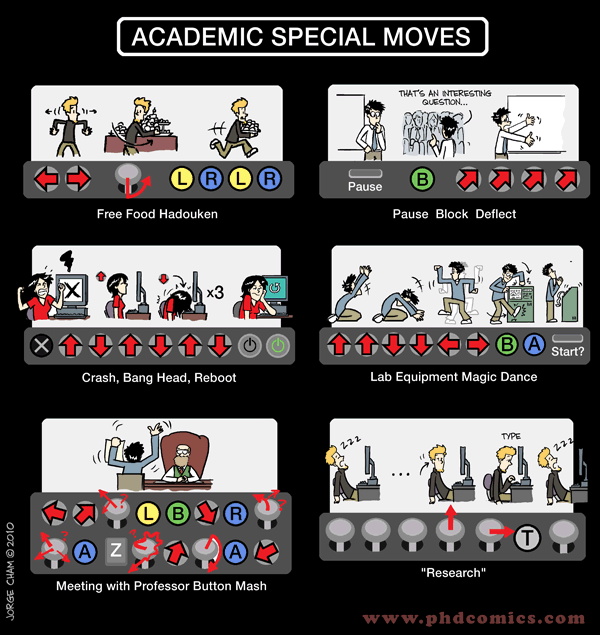 ACADEMIC SPECIAL MOVES
L R L R
Free Food Hadouken
THAT'S AN INTERESTING
QUESTION...
Pause
B
Pause Block Deflect
X
x3
X
Crash, Bang Head, Reboot
B A
Start?
Lab Equipment Magic Dance
L B R
A Z A
Meeting with Professor Button Mash
ZZZ
...
TYPE
ZZZ
T
"Research"
JORGE CHAM © 2010
www.phdcomics.com